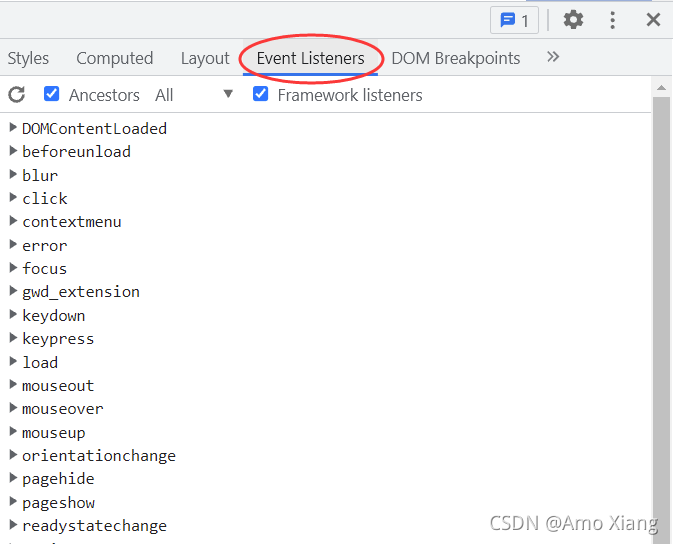 1
Styles Computed Layout Event Listeners DOM Breakpoints »
Ancestors All Framework listeners
DOMContentLoaded
beforeunload
blur
click
contextmenu
error
focus
gwd_extension
keydown
keypress
load
mouseout
mouseover
mouseup
orientationchange
pagehide
pageshow
readystatechange
CSDN @Amo Xiang